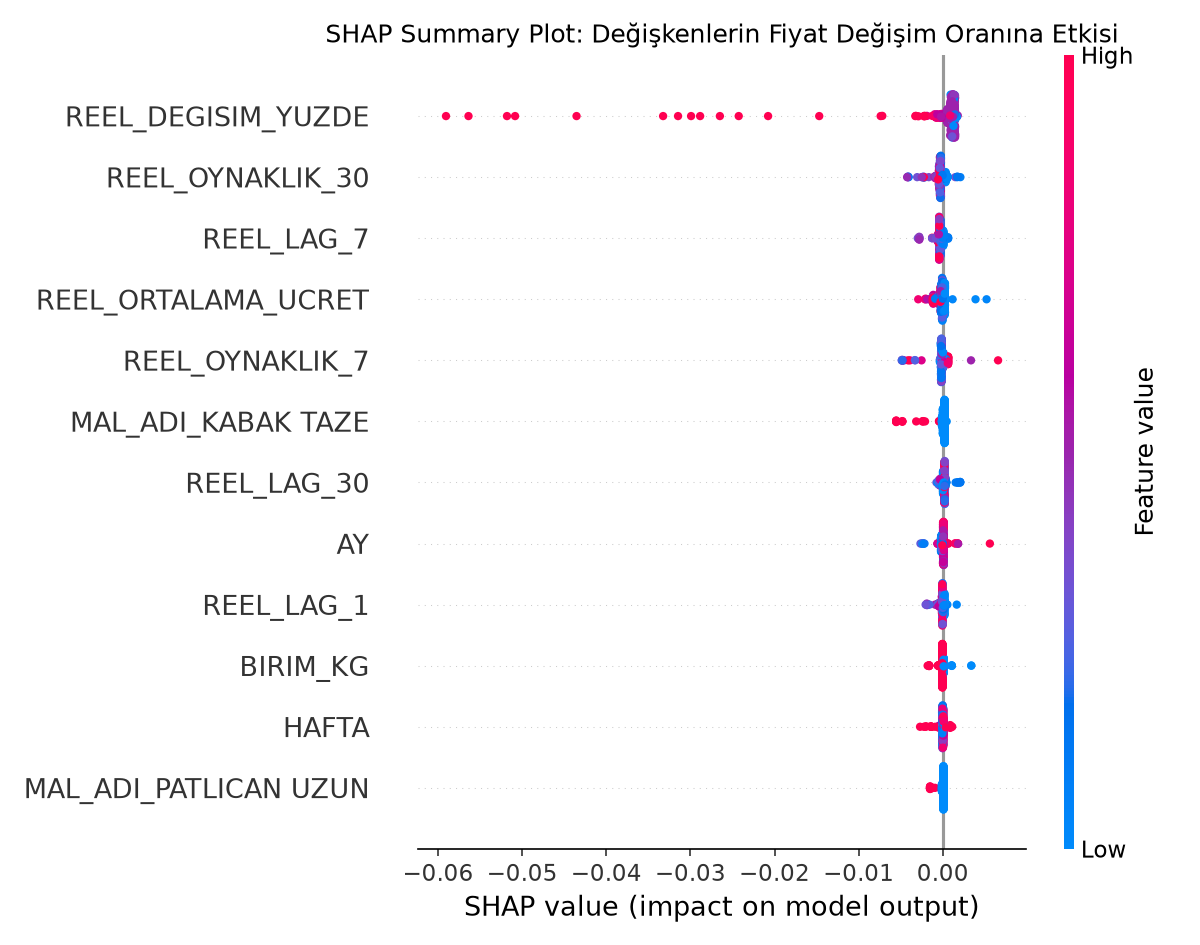 SHAP Summary Plot: Değişkenlerin Fiyat Değişim Oranına Etkisi
High
REEL_DEGISIM_YUZDE
REEL_OYNAKLIK_30
REEL_LAG_7
REEL_ORTALAMA_UCRET
REEL_OYNAKLIK_7
MAL_ADI_KABAK TAZE
REEL_LAG_30
AY
REEL_LAG_1
BIRIM_KG
HAFTA
MAL_ADI_PATLICAN UZUN
Feature value
Low
−0.06 −0.05 −0.04 −0.03 −0.02 −0.01 0.00
SHAP value (impact on model output)